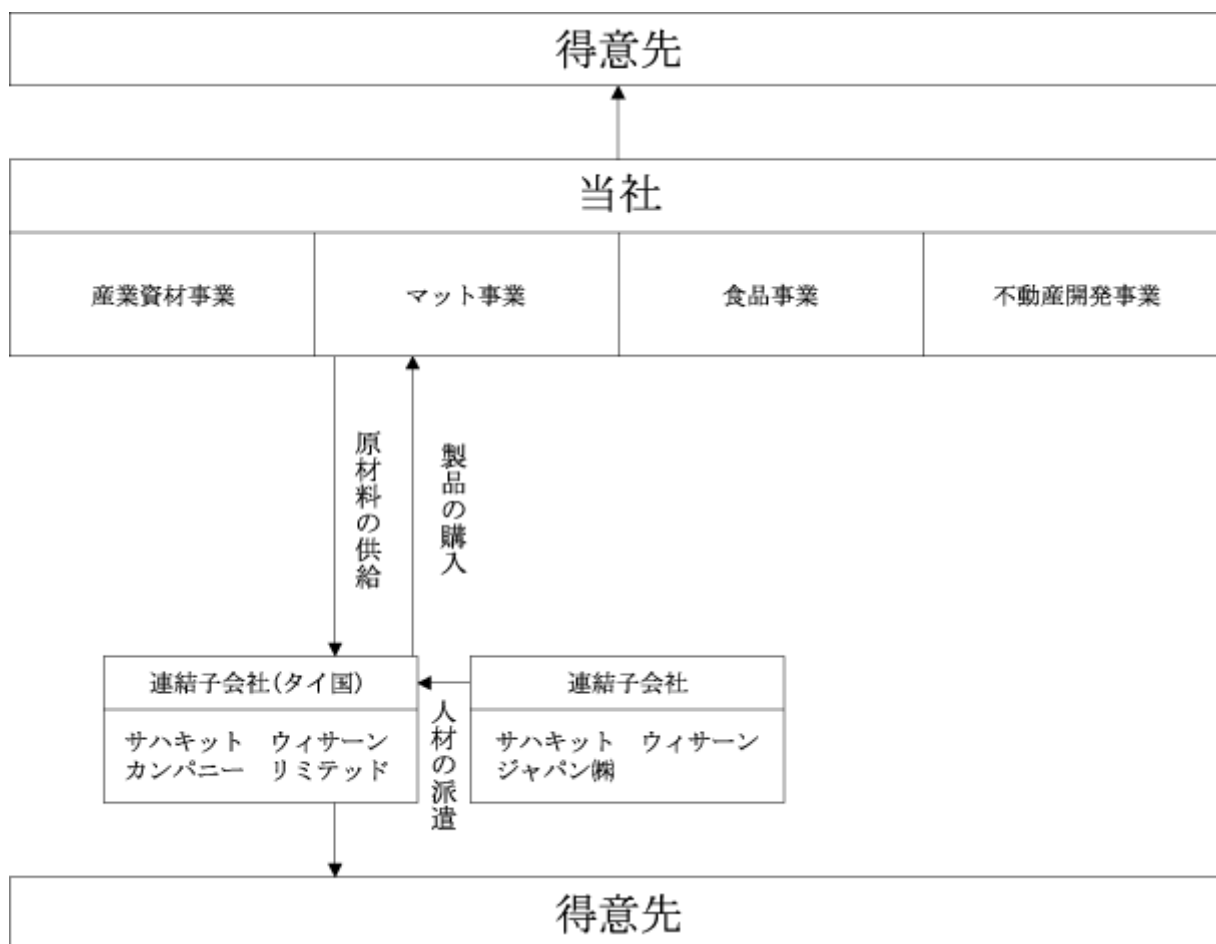 得意先
当社
産業資材事業
マット事業
食品事業
不動産開発事業
原材料の供給
製品の購入
連結子会社(タイ国)
サハキット　ウィサーン
カンパニー　リミテッド
人材の派遣
連結子会社
サハキット　ウィサーン
ジャパン㈱
得意先